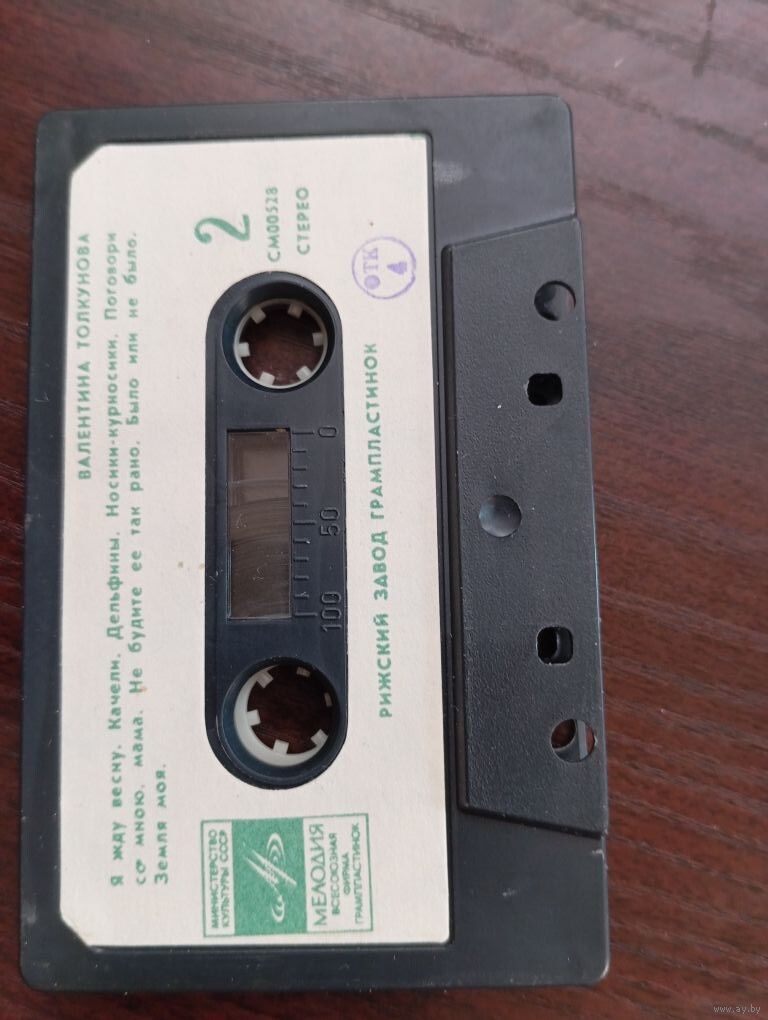 ВАЛЕНТИНА ТОЛКУНОВА
Я жду весну. Качели. Дельфины. Носики-курносики. Поговори
со мною, мама. Не будите ее так рано. Было или не было.
Земля моя.
2
СМ00528
СТЕРЕО
ОТК
4
100 50 0
РИЖСКИЙ ЗАВОД ГРАМПЛАСТИНОК
МИНИСТЕРСТВО
КУЛЬТУРЫ СССР
МЕЛОДИЯ
ВСЕСОЮЗНАЯ
ФИРМА
ГРАМПЛАСТИНОК
www.ay.by